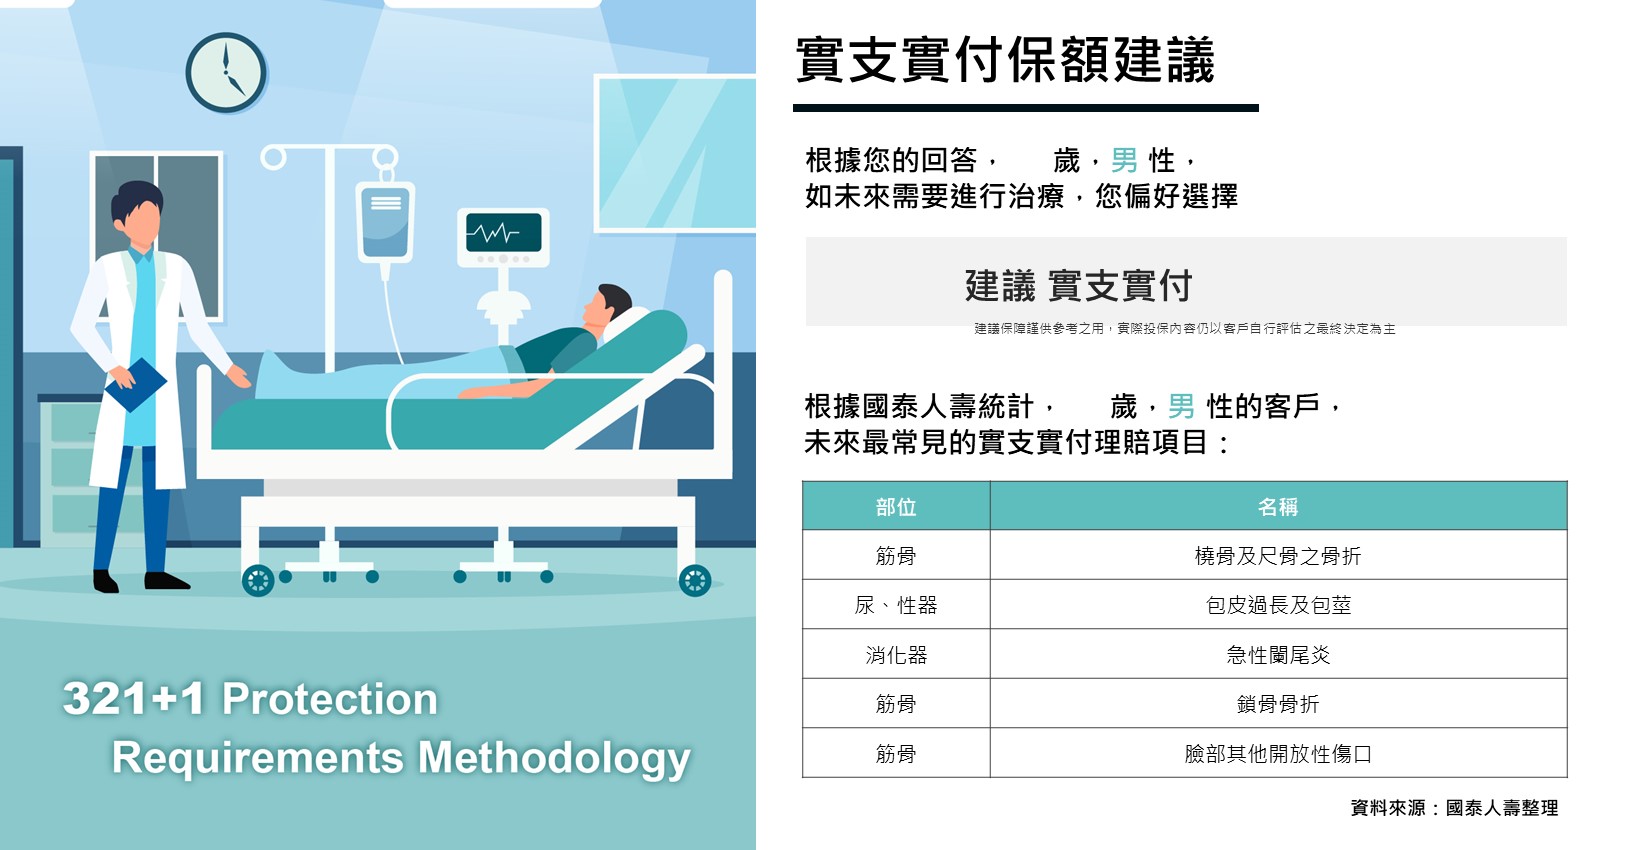 321+1 Protection
Requirements Methodology
實支實付保額建議
根據您的回答， 歲，男 性，
如未來需要進行治療，您偏好選擇
建議 實支實付
建議保障謹供參考之用，實際投保內容仍以客戶自行評估之最終決定為主
根據國泰人壽統計， 歲，男 性的客戶，
未來最常見的實支實付理賠項目：
部位 名稱
筋骨 橈骨及尺骨之骨折
尿、性器 包皮過長及包莖
消化器 急性闌尾炎
筋骨 鎖骨骨折
筋骨 臉部其他開放性傷口
資料來源：國泰人壽整理